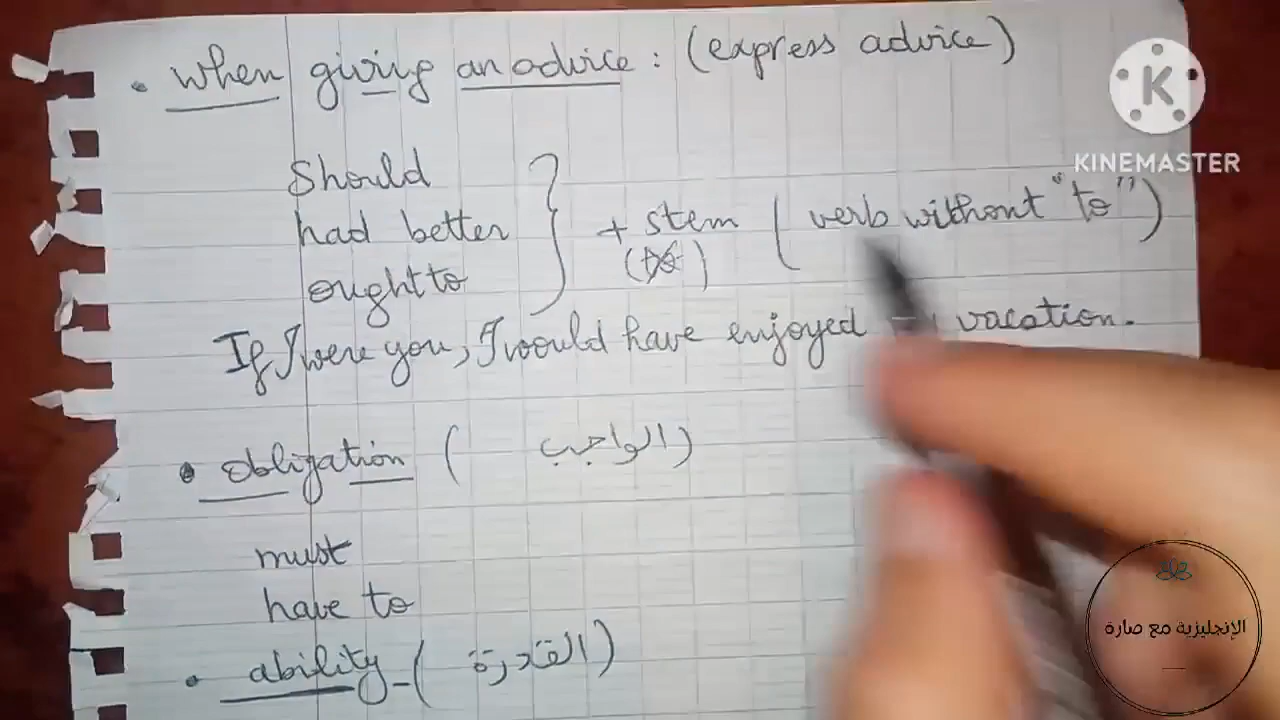 • When giving an advice : (express advice)
K
KINEMASTER
Should
had better
ought to
} + stem ( verb without "to" )
(to)
If I were you, I would have enjoyed vacation.
• obligation ( الواجب )
must
have to
• ability - ( القدرة )
الإنجليزية مع صارة